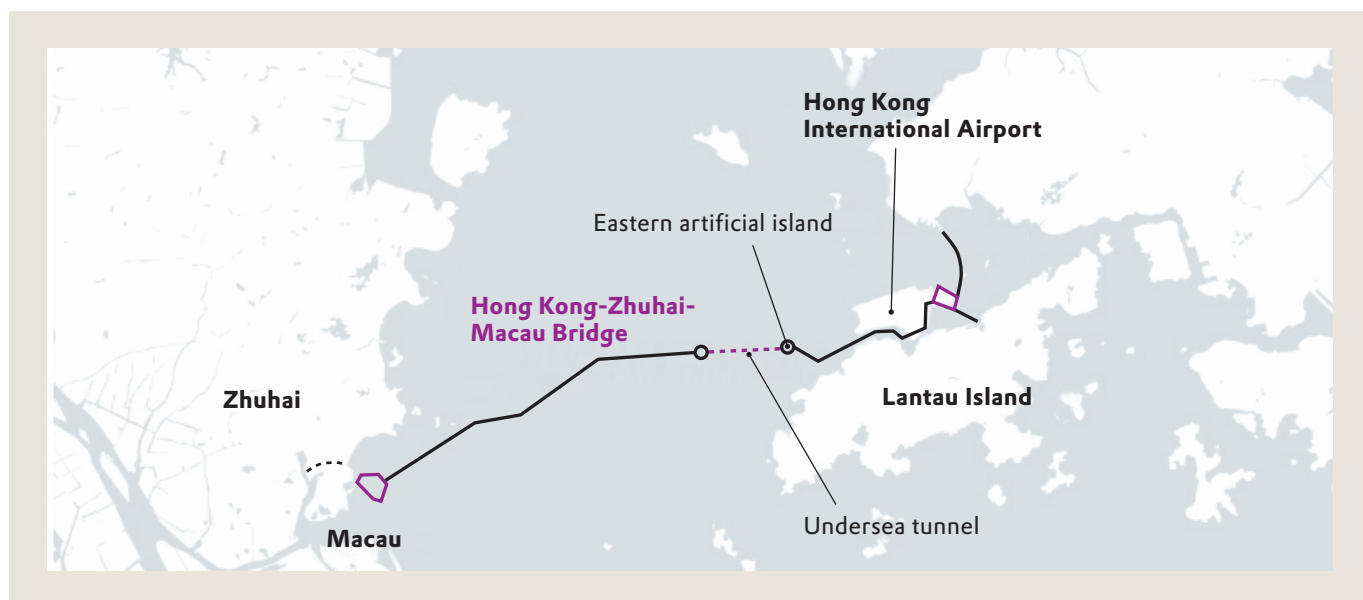 Hong Kong
International Airport
Eastern artificial island
Hong Kong-Zhuhai-
Macau Bridge
Zhuhai
Lantau Island
Undersea tunnel
Macau